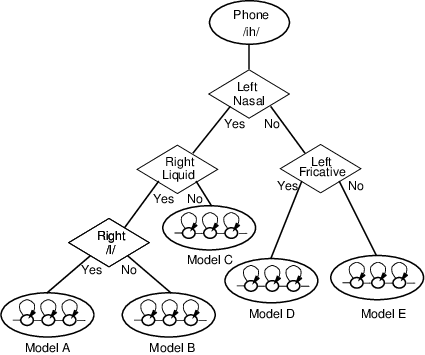 Phone
/ih/
Left
Nasal
Yes
No
Right
Liquid
Left
Fricative
Yes
No
Yes
No
Right
/l/
Model C
Yes
No
Model D
Model E
Model A
Model B